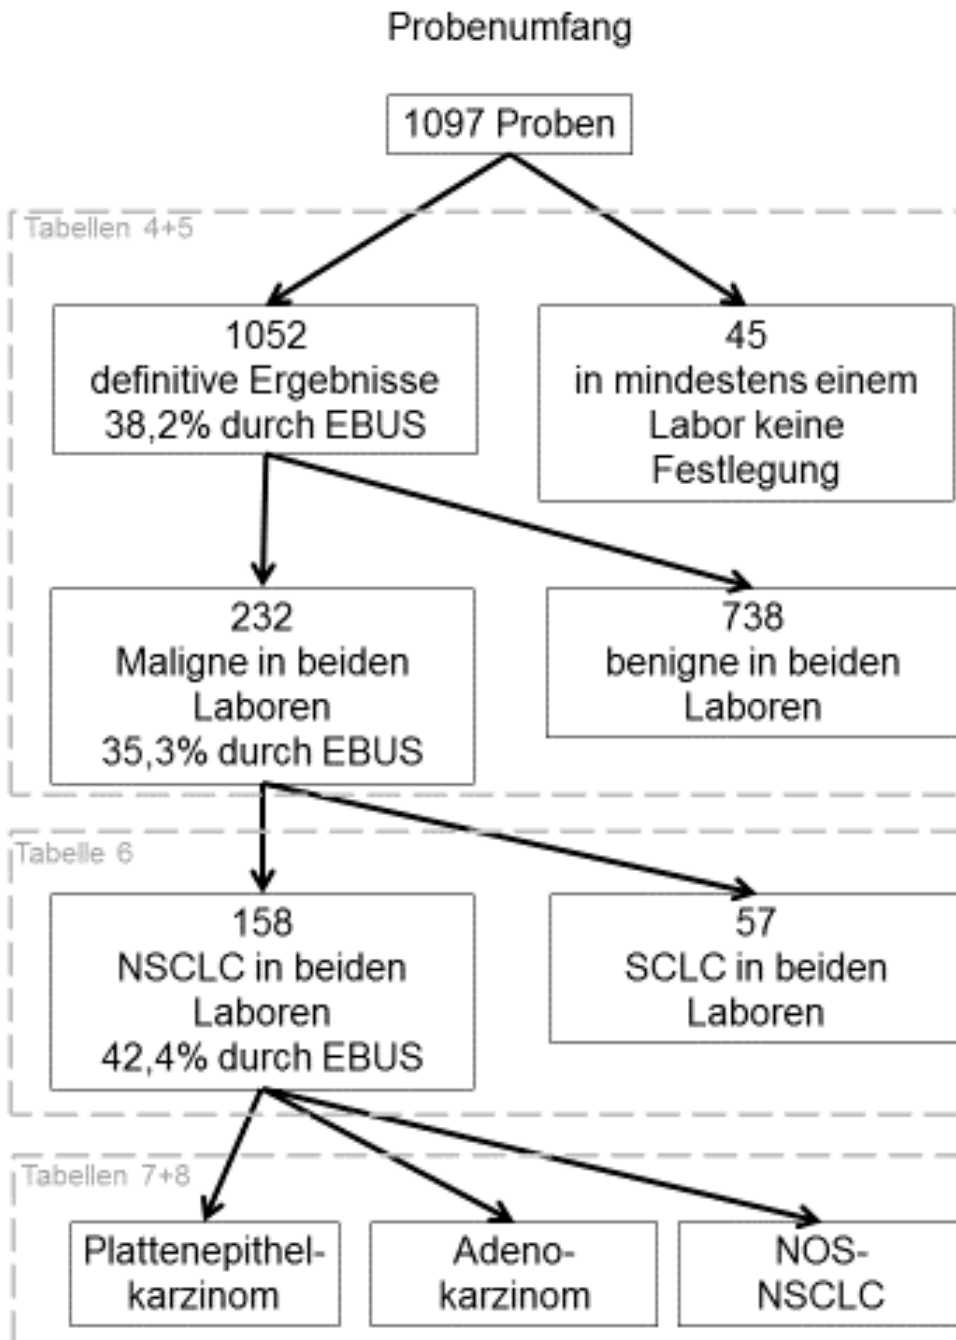 Probenumfang
1097 Proben
Tabellen 4+5
1052
definitive Ergebnisse
38,2% durch EBUS
45
in mindestens einem
Labor keine
Festlegung
232
Maligne in beiden
Laboren
35,3% durch EBUS
738
benigne in beiden
Laboren
Tabelle 6
158
NSCLC in beiden
Laboren
42,4% durch EBUS
57
SCLC in beiden
Laboren
Tabellen 7+8
Plattenepithel-
karzinom
Adeno-
karzinom
NOS-
NSCLC